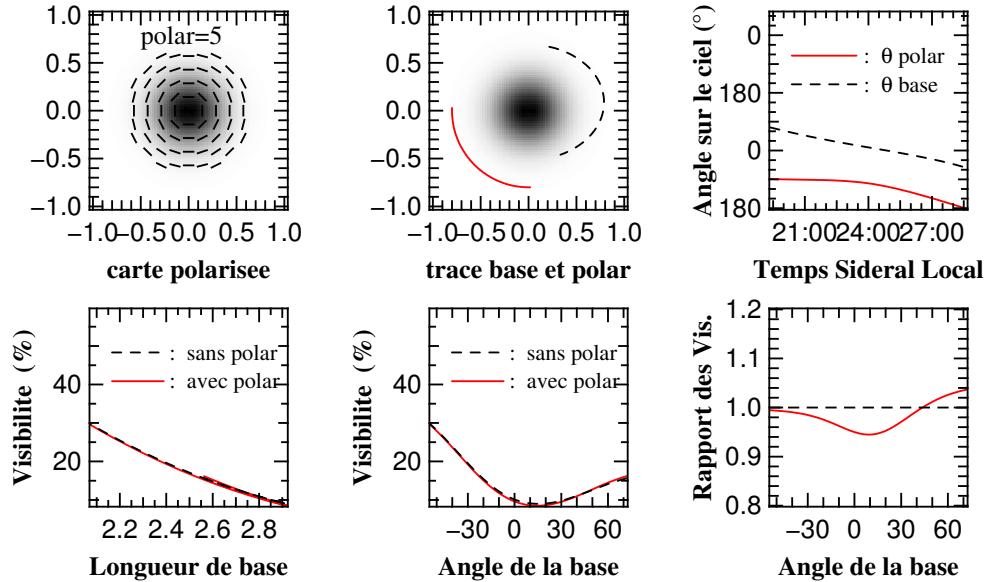 1.0
0.5
0.0
−0.5
−1.0
polar=5
−1.0−0.5 0.0 0.5 1.0
carte polarisee
1.0
0.5
0.0
−0.5
−1.0
−1.0−0.5 0.0 0.5 1.0
trace base et polar
Angle sur le ciel (°)
0
180
0
180
: θ polar
: θ base
21:00 24:00 27:00
Temps Sideral Local
Visibilite (%)
40
20
: sans polar
: avec polar
2.2 2.4 2.6 2.8
Longueur de base
Visibilite (%)
40
20
: sans polar
: avec polar
−30 0 30 60
Angle de la base
Rapport des Vis.
1.2
1.1
1.0
0.9
0.8
−30 0 30 60
Angle de la base